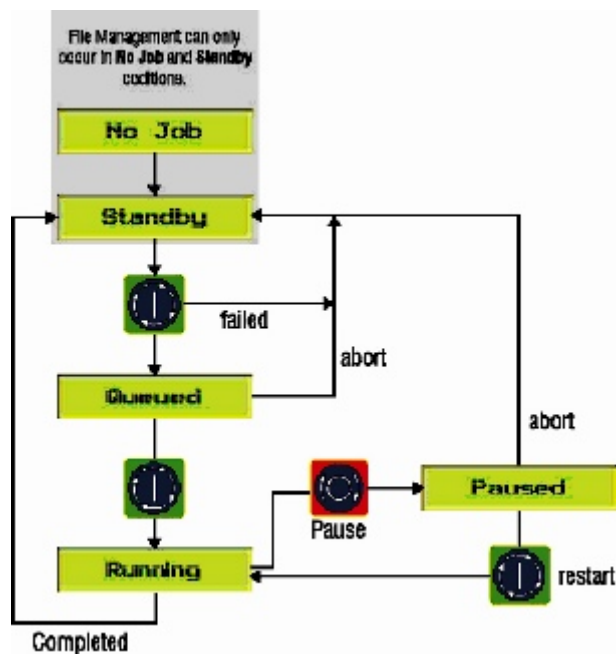 File Management can only
occur in No Job and Standby
coditions.
No Job
Standby
failed
abort
Queued
abort
Paused
Pause
restart
Running
Completed